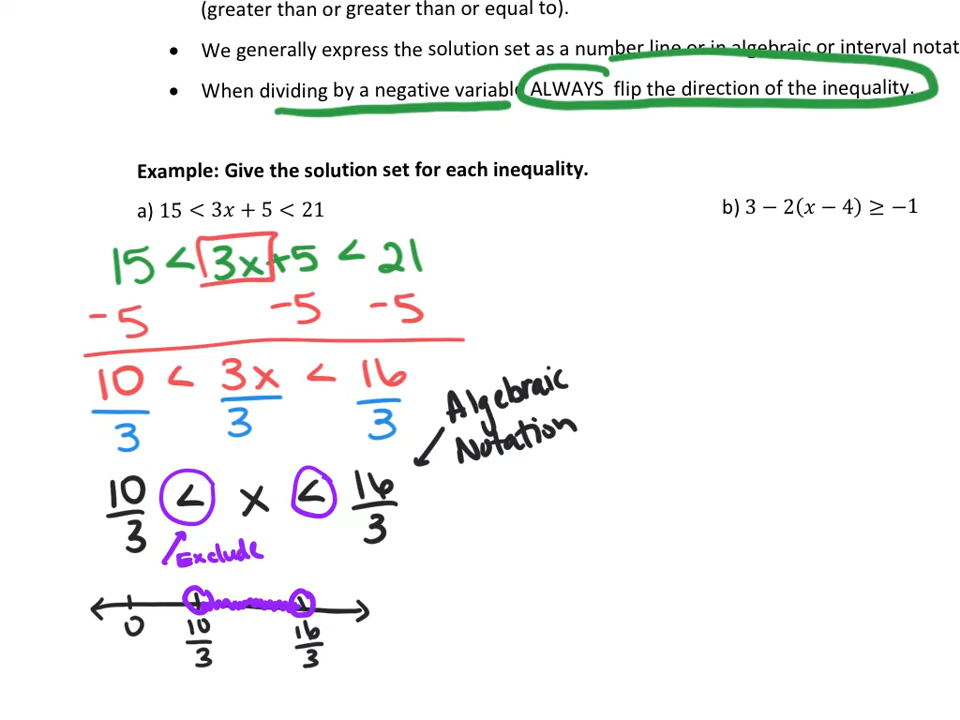 (greater than or greater than or equal to).
• We generally express the solution set as a number line or in algebraic or interval notat
• When dividing by a negative variabl ALWAYS flip the direction of the inequality.
Example: Give the solution set for each inequality.
a) 15 < 3x + 5 < 21
b) 3 − 2(x − 4) ≥ −1
15 < 3x +5 < 21
-5 -5 -5
10 < 3x < 16
3 3 3
Algebraic
Notation
10/3 < x < 16/3
Exclude
0 10/3 16/3